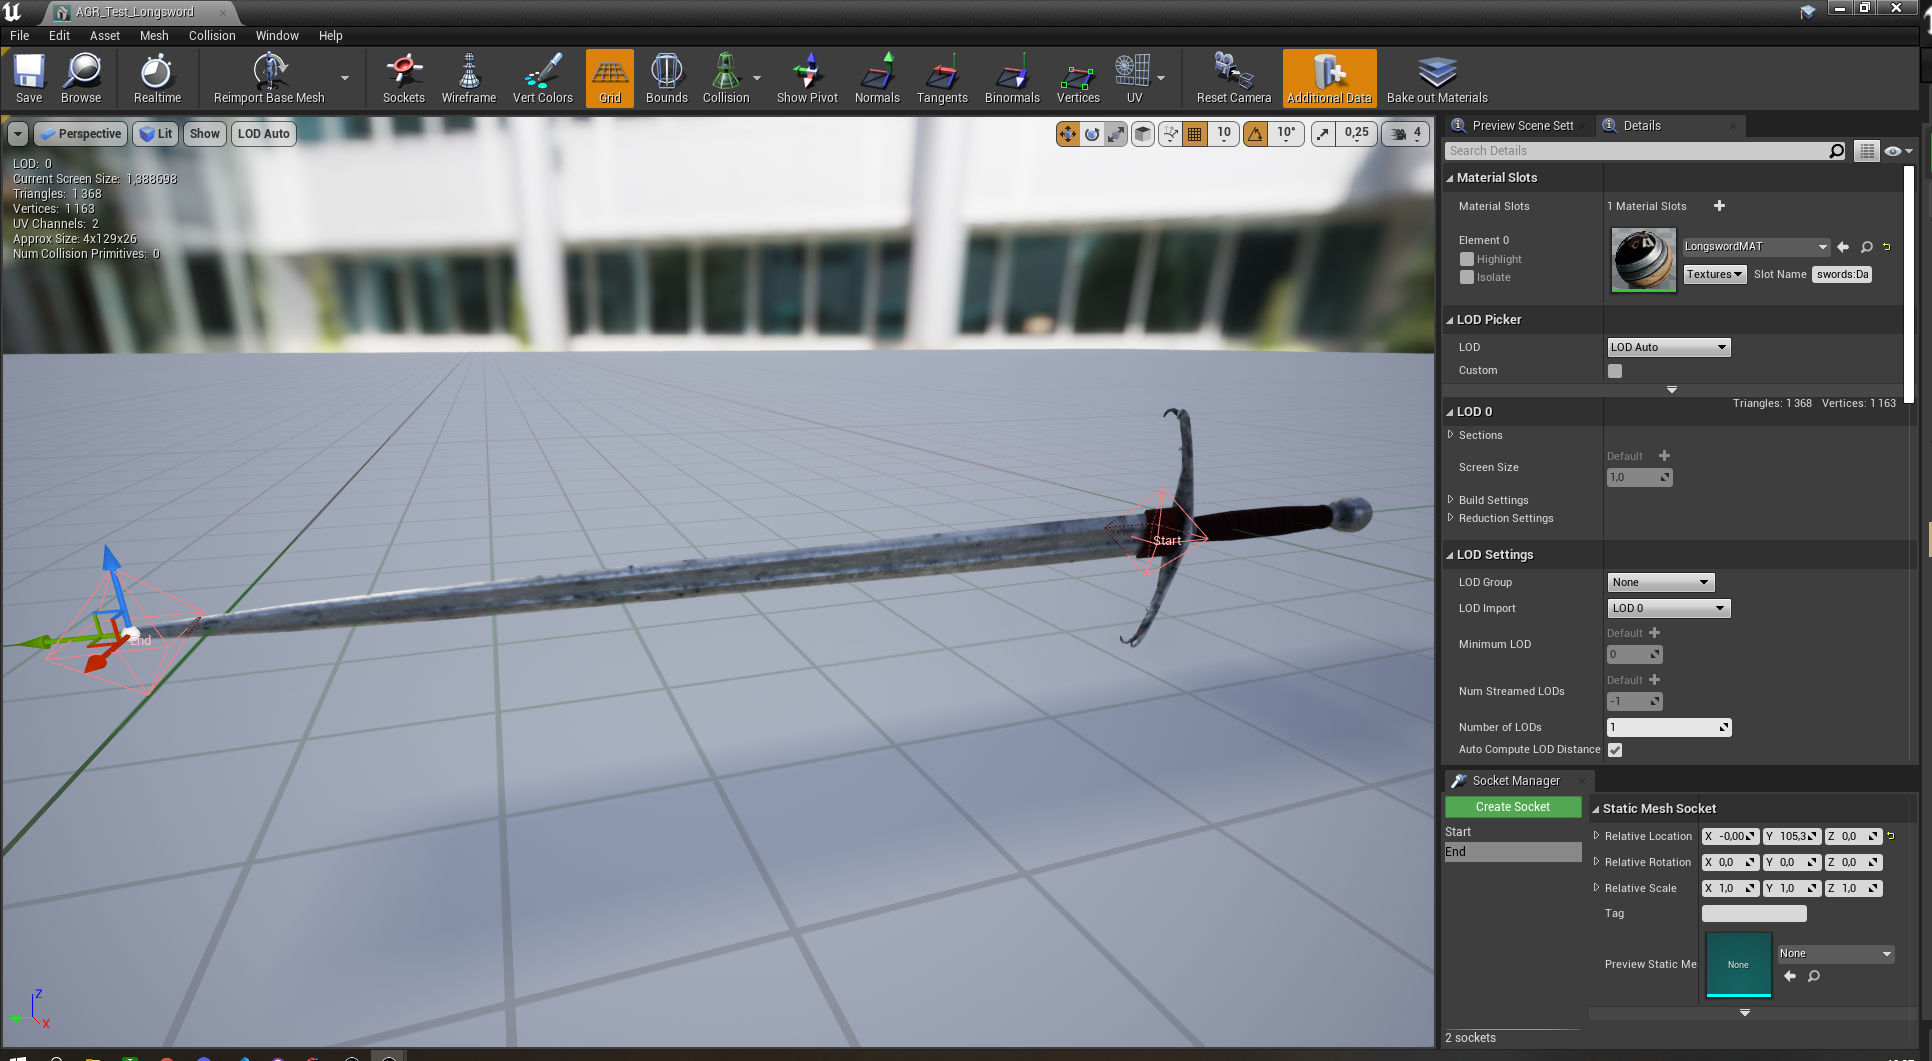 AGR_Test_Longsword
File Edit Asset Mesh Collision Window Help
Save Browse Realtime Reimport Base Mesh Sockets Wireframe Vert Colors Grid Bounds Collision Show Pivot Normals Tangents Binormals Vertices UV Reset Camera Additional Data Bake out Materials
Perspective Lit Show LOD Auto 10 10° 0,25 4
LOD: 0
Current Screen Size: 1,388698
Triangles: 1 368
Vertices: 1 163
UV Channels: 2
Approx Size: 4x129x26
Num Collision Primitives: 0
Start
End
Z
X
Preview Scene Sett Details
Search Details
Material Slots
Material Slots 1 Material Slots
Element 0
Highlight
Isolate
LongswordMAT
Textures Slot Name swords:Da
LOD Picker
LOD LOD Auto
Custom
LOD 0 Triangles: 1 368 Vertices: 1 163
Sections
Screen Size Default
1,0
Build Settings
Reduction Settings
LOD Settings
LOD Group None
LOD Import LOD 0
Minimum LOD Default
0
Num Streamed LODs Default
-1
Number of LODs 1
Auto Compute LOD Distance
Socket Manager
Create Socket
Start
End
2 sockets
Static Mesh Socket
Relative Location X -0,00 Y 105,3 Z 0,0
Relative Rotation X 0,0 Y 0,0 Z 0,0
Relative Scale X 1,0 Y 1,0 Z 1,0
Tag
Preview Static Me None None